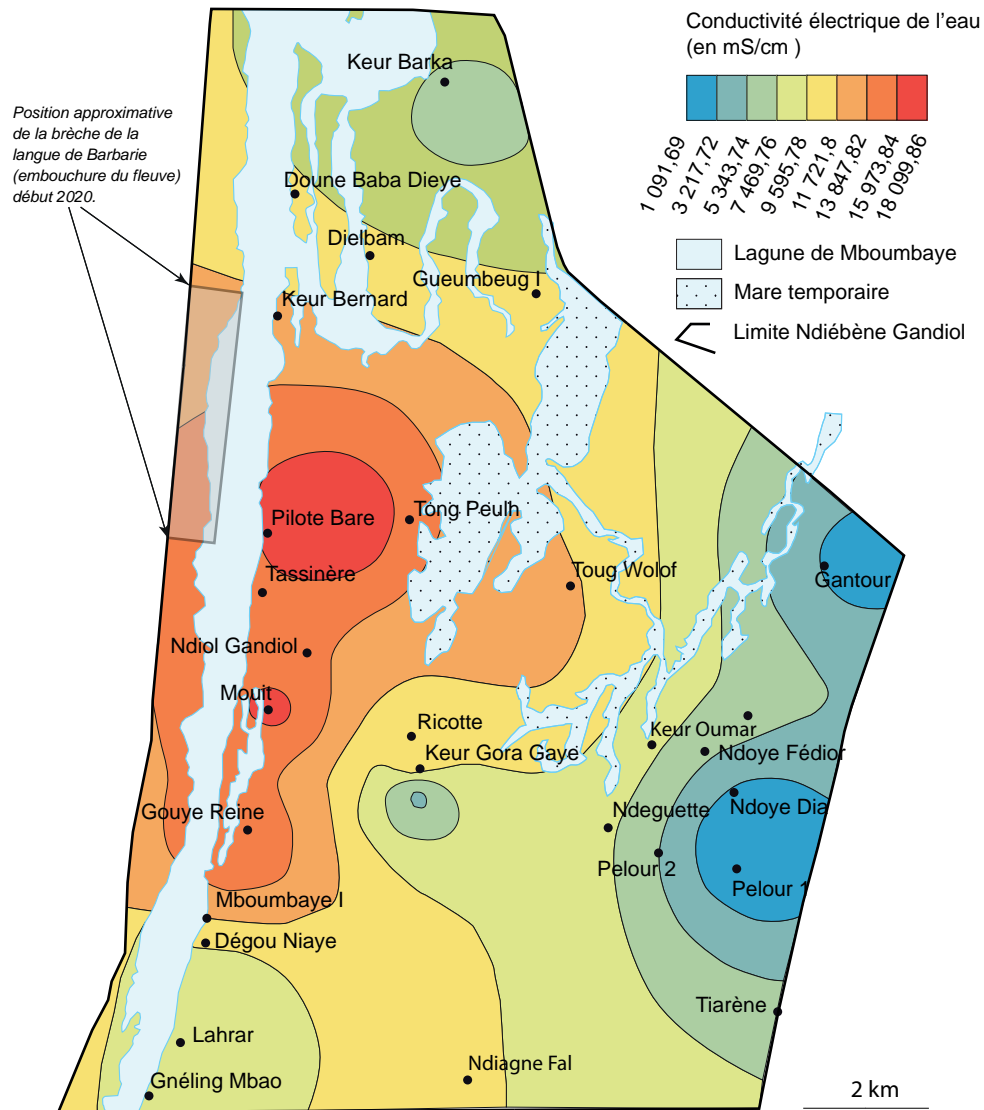 Conductivité électrique de l'eau
(en mS/cm )
1 091,69
3 217,72
5 343,74
7 469,76
9 595,78
11 721,8
13 847,82
15 973,84
18 099,86
Lagune de Mboumbaye
Mare temporaire
Limite Ndiébène Gandiol
Position approximative
de la brèche de la
langue de Barbarie
(embouchure du fleuve)
début 2020.
Keur Barka
Doune Baba Dieye
Dielbam
Gueumbeug I
Keur Bernard
Pilote Bare
Tong Peulh
Tassinère
Toug Wolof
Gantour
Ndiol Gandiol
Mouit
Ricotte
Keur Oumar
Keur Gora Gaye
Ndoye Fédior
Gouye Reine
Ndeguette
Ndoye Dia
Pelour 2
Pelour 1
Mboumbaye I
Dégou Niaye
Tiarène
Lahrar
Ndiagne Fal
Gnéling Mbao
2 km